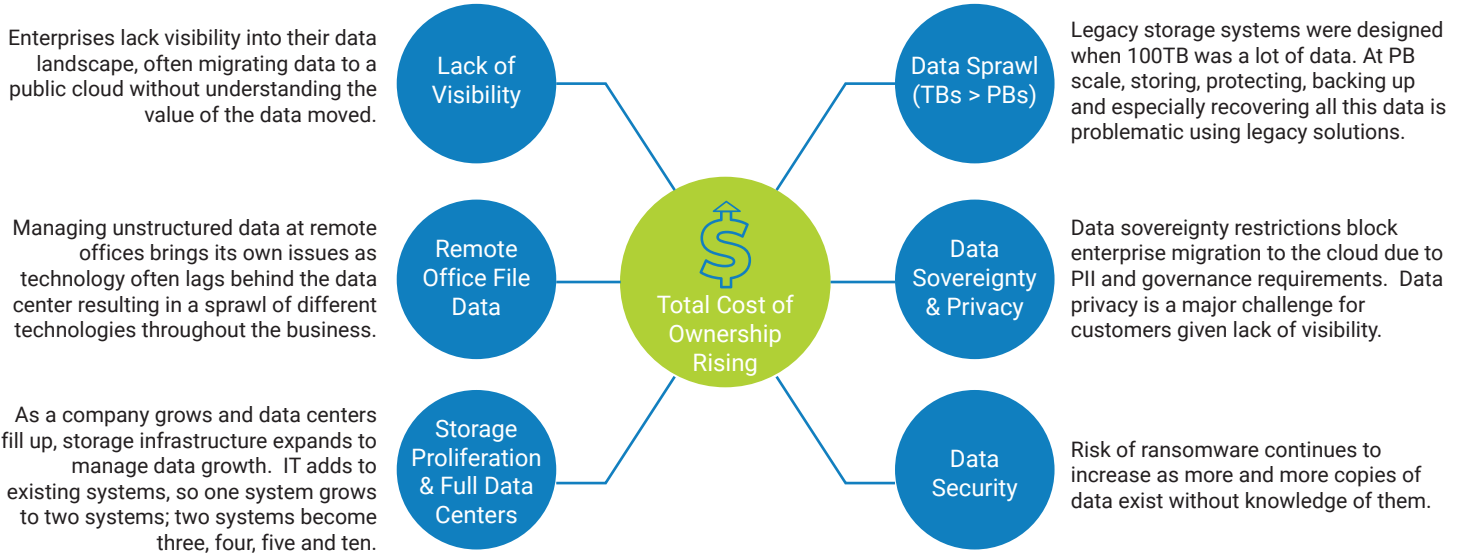 Enterprises lack visibility into their data
landscape, often migrating data to a
public cloud without understanding the
value of the data moved.
Lack of
Visibility
Data Sprawl
(TBs > PBs)
Legacy storage systems were designed
when 100TB was a lot of data. At PB
scale, storing, protecting, backing up
and especially recovering all this data is
problematic using legacy solutions.
Managing unstructured data at remote
offices brings its own issues as
technology often lags behind the data
center resulting in a sprawl of different
technologies throughout the business.
Remote
Office File
Data
$
Total Cost of
Ownership
Rising
Data
Sovereignty
& Privacy
Data sovereignty restrictions block
enterprise migration to the cloud due to
PII and governance requirements. Data
privacy is a major challenge for
customers given lack of visibility.
As a company grows and data centers
fill up, storage infrastructure expands to
manage data growth. IT adds to
existing systems, so one system grows
to two systems; two systems become
three, four, five and ten.
Storage
Proliferation
& Full Data
Centers
Data
Security
Risk of ransomware continues to
increase as more and more copies of
data exist without knowledge of them.